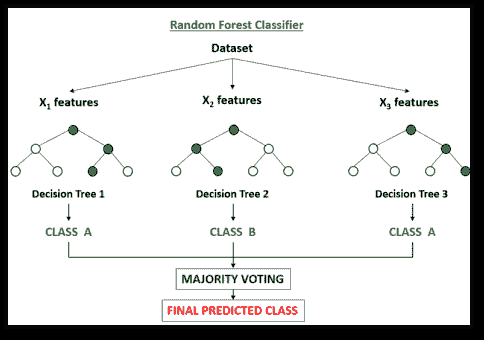 Random Forest Classifier
Dataset
X₁ features X₂ features X₃ features
Decision Tree 1 Decision Tree 2 Decision Tree 3
CLASS A CLASS B CLASS A
MAJORITY VOTING
FINAL PREDICTED CLASS